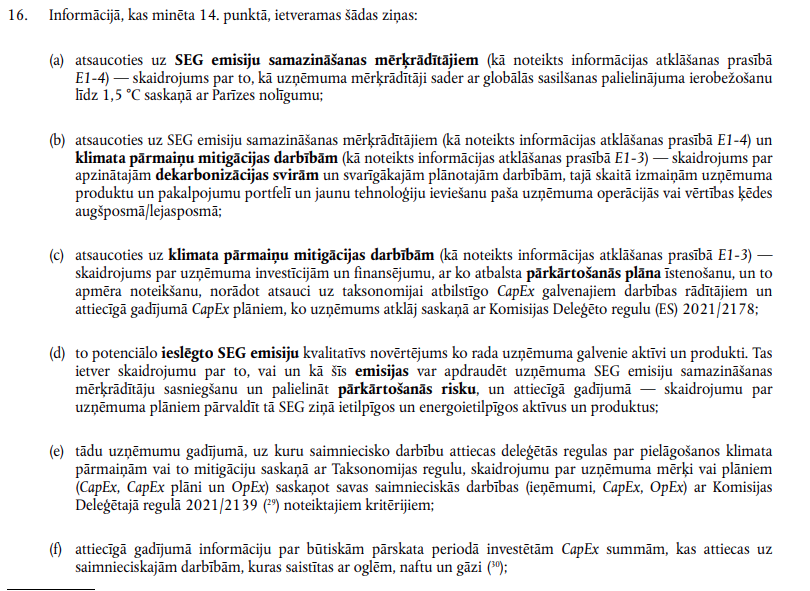 16. Informācijā, kas minēta 14. punktā, ietveramas šādas ziņas:
(a) atsaucoties uz SEG emisiju samazināšanas mērķrādītājiem (kā noteikts informācijas atklāšanas prasībā
E1-4) — skaidrojums par to, kā uzņēmuma mērķrādītāji sader ar globālās sasilšanas palielinājuma ierobežošanu
līdz 1,5 °C saskaņā ar Parīzes nolīgumu;
(b) atsaucoties uz SEG emisiju samazināšanas mērķrādītājiem (kā noteikts informācijas atklāšanas prasībā E1-4) un
klimata pārmaiņu mitigācijas darbībām (kā noteikts informācijas atklāšanas prasībā E1-3) — skaidrojums par
apzinātajām dekarbonizācijas svirām un svarīgākajām plānotajām darbībām, tajā skaitā izmaiņām uzņēmuma
produktu un pakalpojumu portfelī un jaunu tehnoloģiju ieviešanu paša uzņēmuma operācijās vai vērtības ķēdes
augšposmā/lejasposmā;
(c) atsaucoties uz klimata pārmaiņu mitigācijas darbībām (kā noteikts informācijas atklāšanas prasībā E1-3) —
skaidrojums par uzņēmuma investīcijām un finansējumu, ar ko atbalsta pārkārtošanās plāna īstenošanu, un to
apmēra noteikšanu, norādot atsauci uz taksonomijai atbilstīgo CapEx galvenajiem darbības rādītājiem un
attiecīgā gadījumā CapEx plāniem, ko uzņēmums atklāj saskaņā ar Komisijas Deleģēto regulu (ES) 2021/2178;
(d) to potenciālo ieslēgto SEG emisiju kvalitatīvs novērtējums ko rada uzņēmuma galvenie aktīvi un produkti. Tas
ietver skaidrojumu par to, vai un kā šīs emisijas var apdraudēt uzņēmuma SEG emisiju samazināšanas
mērķrādītāju sasniegšanu un palielināt pārkārtošanās risku, un attiecīgā gadījumā — skaidrojumu par
uzņēmuma plāniem pārvaldīt tā SEG ziņā ietilpīgos un energoietilpīgos aktīvus un produktus;
(e) tādu uzņēmumu gadījumā, uz kuru saimniecisko darbību attiecas deleģētās regulas par pielāgošanos klimata
pārmaiņām vai to mitigāciju saskaņā ar Taksonomijas regulu, skaidrojumu par uzņēmuma mērķi vai plāniem
(CapEx, CapEx plāni un OpEx) saskaņot savas saimnieciskās darbības (ieņēmumi, CapEx, OpEx) ar Komisijas
Deleģētajā regulā 2021/2139 (²⁹) noteiktajiem kritērijiem;
(f) attiecīgā gadījumā informāciju par būtiskām pārskata periodā investētām CapEx summām, kas attiecas uz
saimnieciskajām darbībām, kuras saistītas ar oglēm, naftu un gāzi (³⁰);